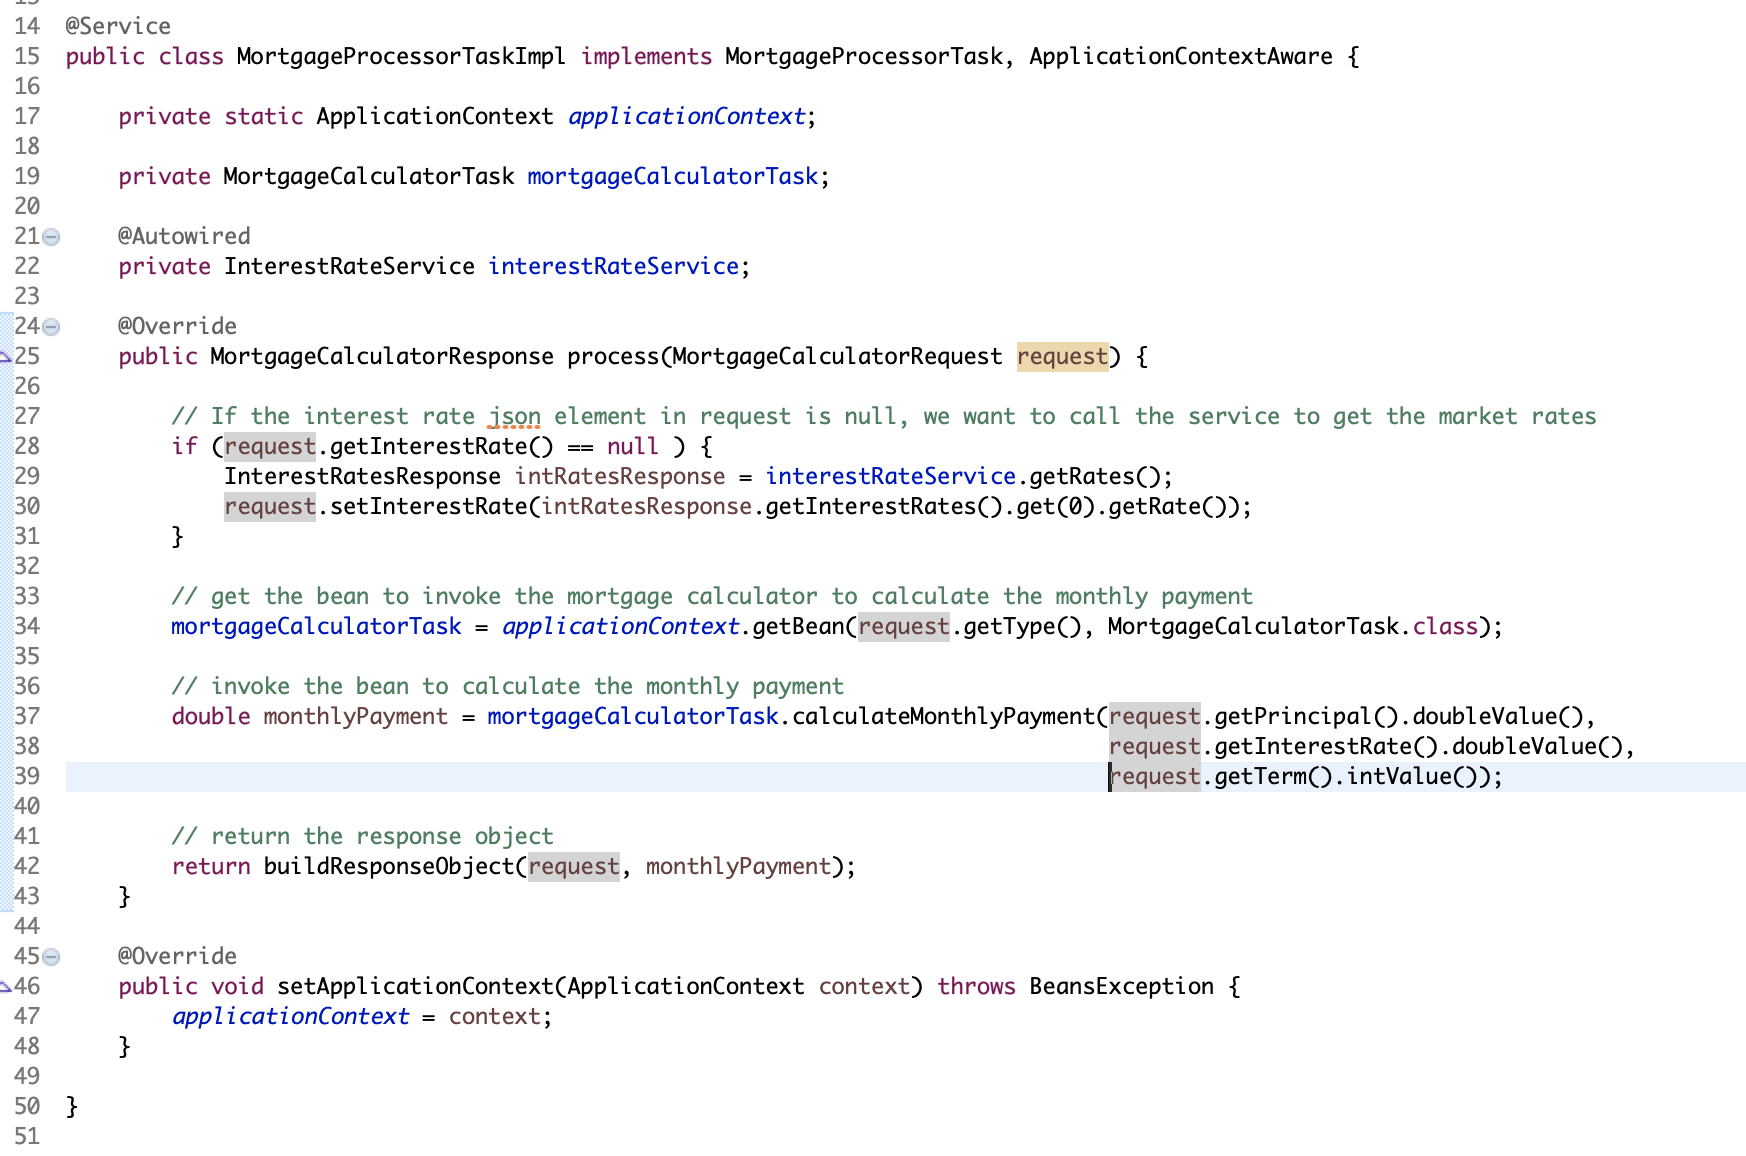 14 @Service
15 public class MortgageProcessorTaskImpl implements MortgageProcessorTask, ApplicationContextAware {
16
17     private static ApplicationContext applicationContext;
18
19     private MortgageCalculatorTask mortgageCalculatorTask;
20
21     @Autowired
22     private InterestRateService interestRateService;
23
24     @Override
25     public MortgageCalculatorResponse process(MortgageCalculatorRequest request) {
26
27         // If the interest rate json element in request is null, we want to call the service to get the market rates
28         if (request.getInterestRate() == null ) {
29             InterestRatesResponse intRatesResponse = interestRateService.getRates();
30             request.setInterestRate(intRatesResponse.getInterestRates().get(0).getRate());
31         }
32
33         // get the bean to invoke the mortgage calculator to calculate the monthly payment
34         mortgageCalculatorTask = applicationContext.getBean(request.getType(), MortgageCalculatorTask.class);
35
36         // invoke the bean to calculate the monthly payment
37         double monthlyPayment = mortgageCalculatorTask.calculateMonthlyPayment(request.getPrincipal().doubleValue(),
38                                                                                request.getInterestRate().doubleValue(),
39                                                                                request.getTerm().intValue());
40
41         // return the response object
42         return buildResponseObject(request, monthlyPayment);
43     }
44
45     @Override
46     public void setApplicationContext(ApplicationContext context) throws BeansException {
47         applicationContext = context;
48     }
49
50 }
51